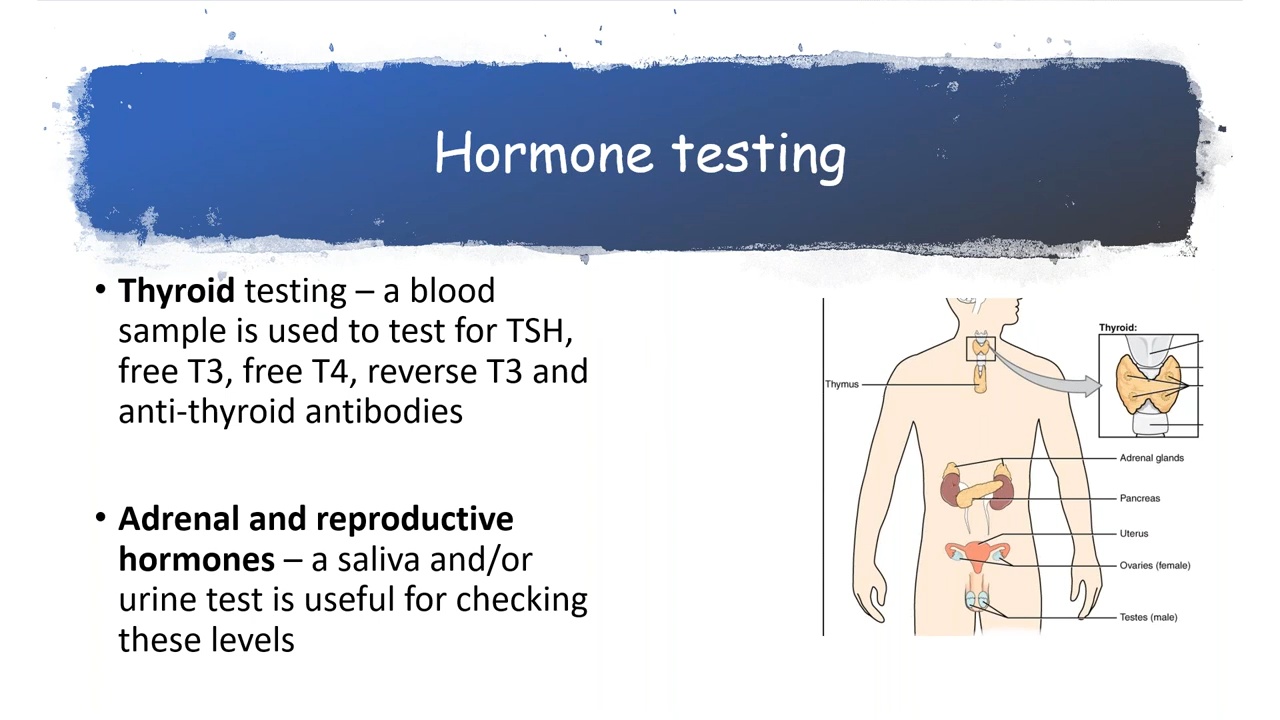 Hormone testing
• Thyroid testing – a blood
sample is used to test for TSH,
free T3, free T4, reverse T3 and
anti-thyroid antibodies
• Adrenal and reproductive
hormones – a saliva and/or
urine test is useful for checking
these levels
Thyroid:
Thymus
Adrenal glands
Pancreas
Uterus
Ovaries (female)
Testes (male)